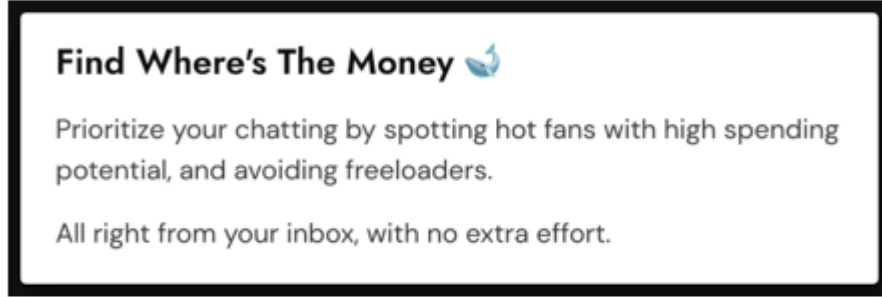 Find Where's The Money 🐳
Prioritize your chatting by spotting hot fans with high spending
potential, and avoiding freeloaders.
All right from your inbox, with no extra effort.